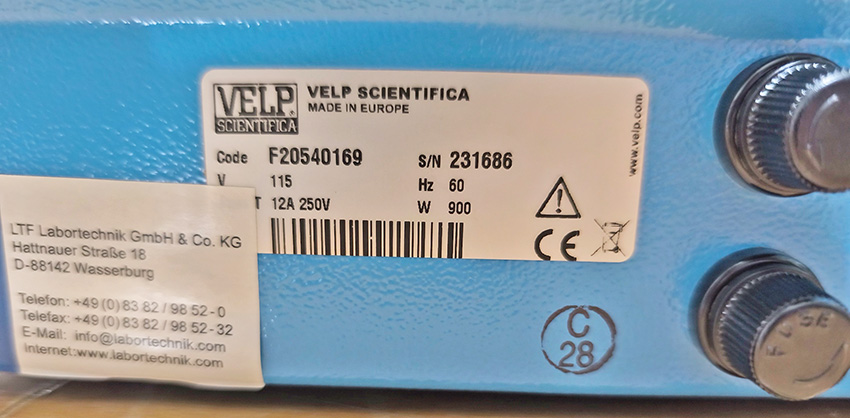 VELP®
SCIENTIFICA
VELP SCIENTIFICA
MADE IN EUROPE
Code F20540169 S/N 231686
V 115 Hz 60
T 12A 250V W 900
www.velp.com
CE
LTF Labortechnik GmbH & Co. KG
Hattnauer Straße 18
D-88142 Wasserburg
Telefon: +49 (0) 83 82 / 98 52 - 0
Telefax: +49 (0) 83 82 / 98 52 - 32
E-Mail: info@labortechnik.com
Internet:www.labortechnik.com
C
28
FUSE